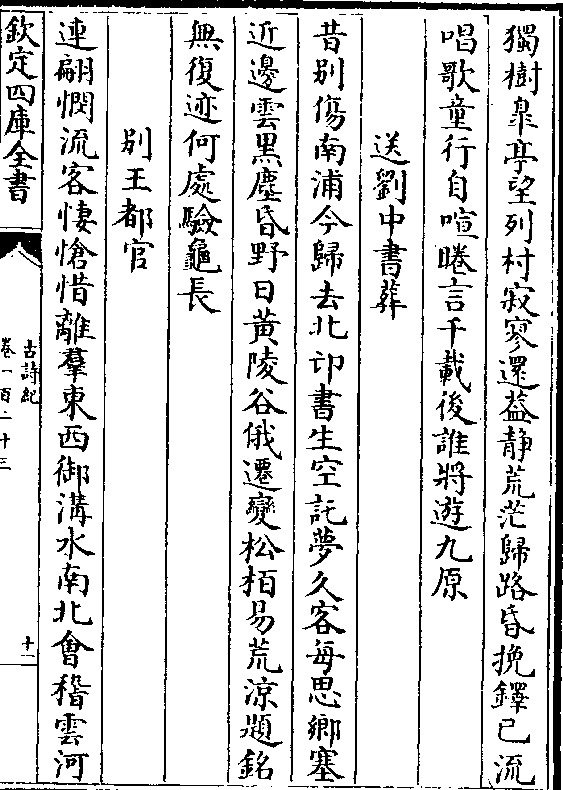 獨樹臯亭望列村寂寥還益静荒茫歸路昏挽鐸已流
唱歌童行自喧睠言千載後誰將遊九原
送劉中書葬
昔别傷南浦今歸去北邙書生空託夢久客每思鄉塞
近邊雲黒塵昏野日黄陵谷俄遷變松栢易荒涼題銘
無復迹何處驗龜長
别王都官
連翩憫流客悽愴惜離羣東西御溝水南北會稽雲河
欽定四庫全書
古詩紀
卷一百二十三
十一